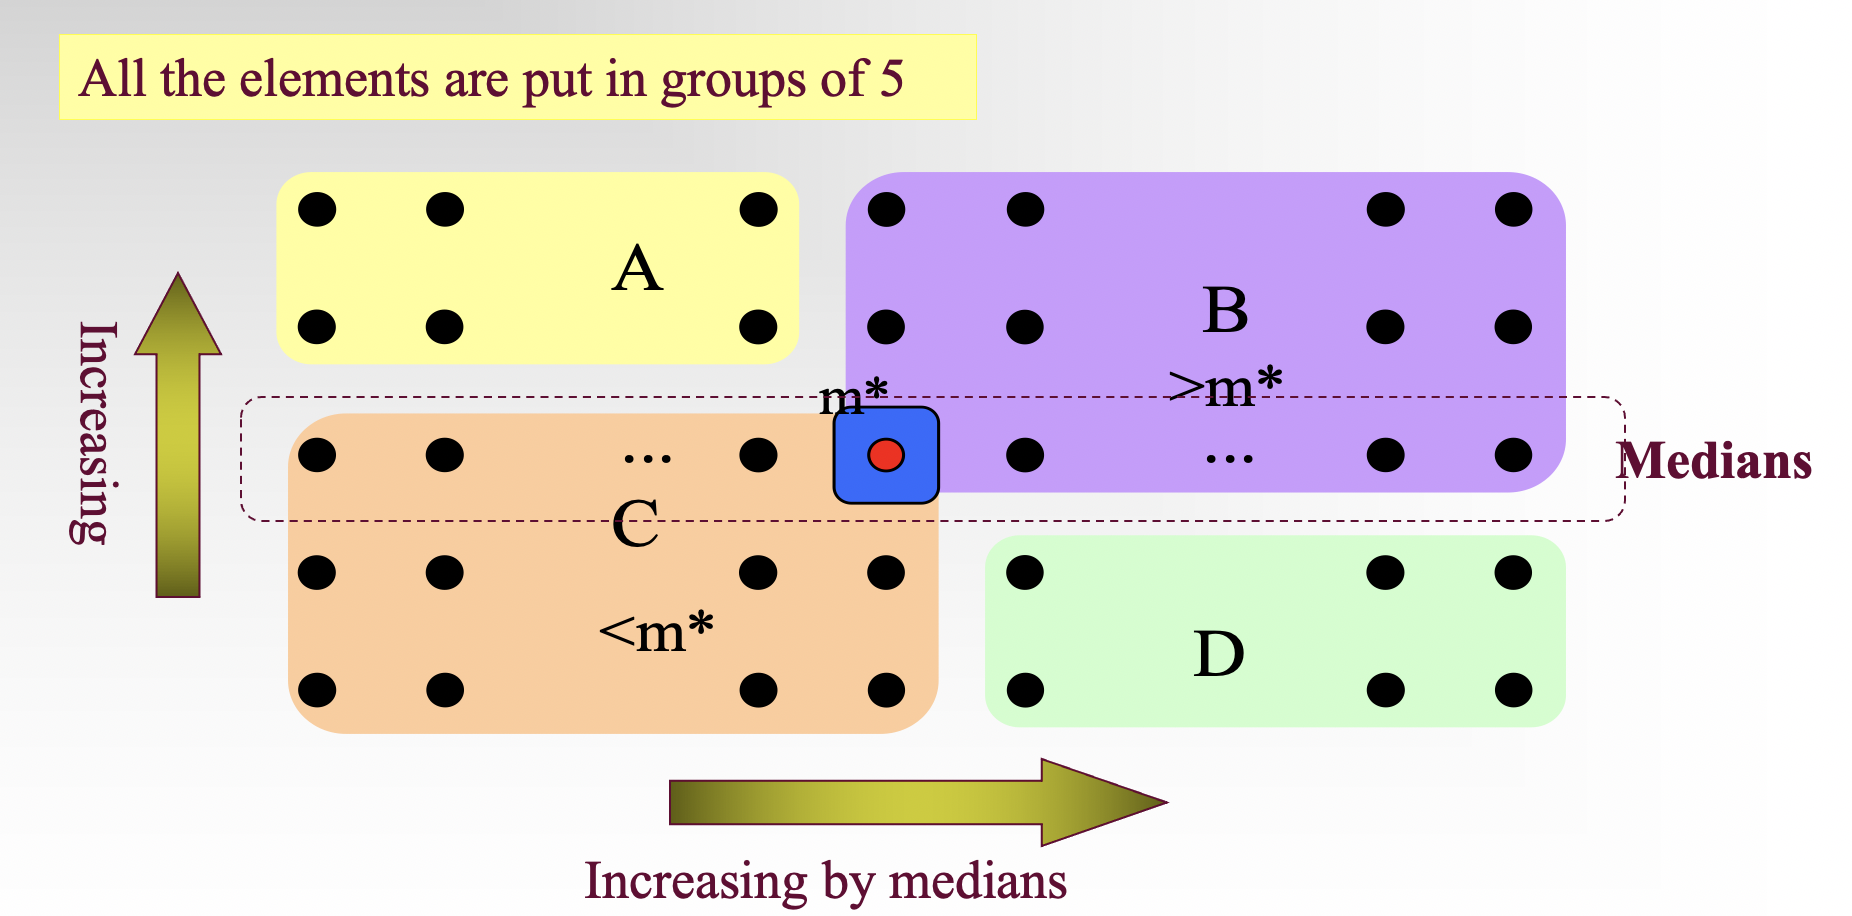 All the elements are put in groups of 5
A
B
>m*
m*
Increasing
...
...
Medians
C
<m*
D
Increasing by medians